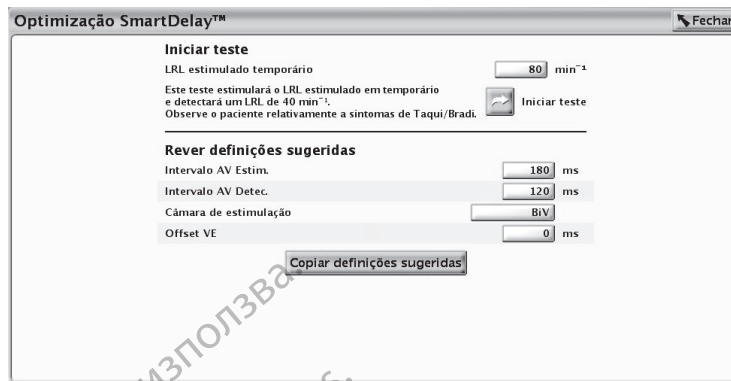 Optimização SmartDelay™
Fechar
Iniciar teste
LRL estimulado temporário 80 min⁻¹
Este teste estimulará o LRL estimulado em temporário
e detectará um LRL de 40 min⁻¹.
Observe o paciente relativamente a sintomas de Taqui/Bradi.
Iniciar teste
Rever definições sugeridas
Intervalo AV Estim. 180 ms
Intervalo AV Detec. 120 ms
Câmara de estimulação BiV
Offset VE 0 ms
Copiar definições sugeridas